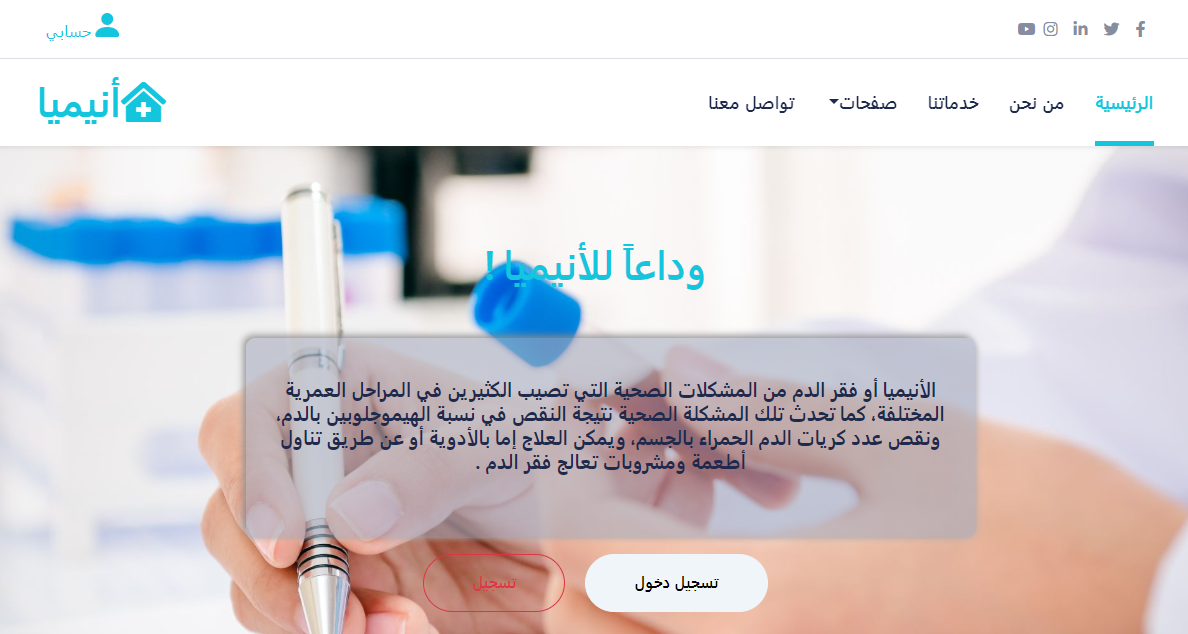 حسابي
أنيميا
الرئيسية
من نحن
خدماتنا
صفحات
تواصل معنا
وداعاً للأنيميا !
الأنيميا أو فقر الدم من المشكلات الصحية التي تصيب الكثيرين في المراحل العمرية
المختلفة، كما تحدث تلك المشكلة الصحية نتيجة النقص في نسبة الهيموجلوبين بالدم،
ونقص عدد كريات الدم الحمراء بالجسم، ويمكن العلاج إما بالأدوية أو عن طريق تناول
أطعمة ومشروبات تعالج فقر الدم .
تسجيل دخول
تسجيل